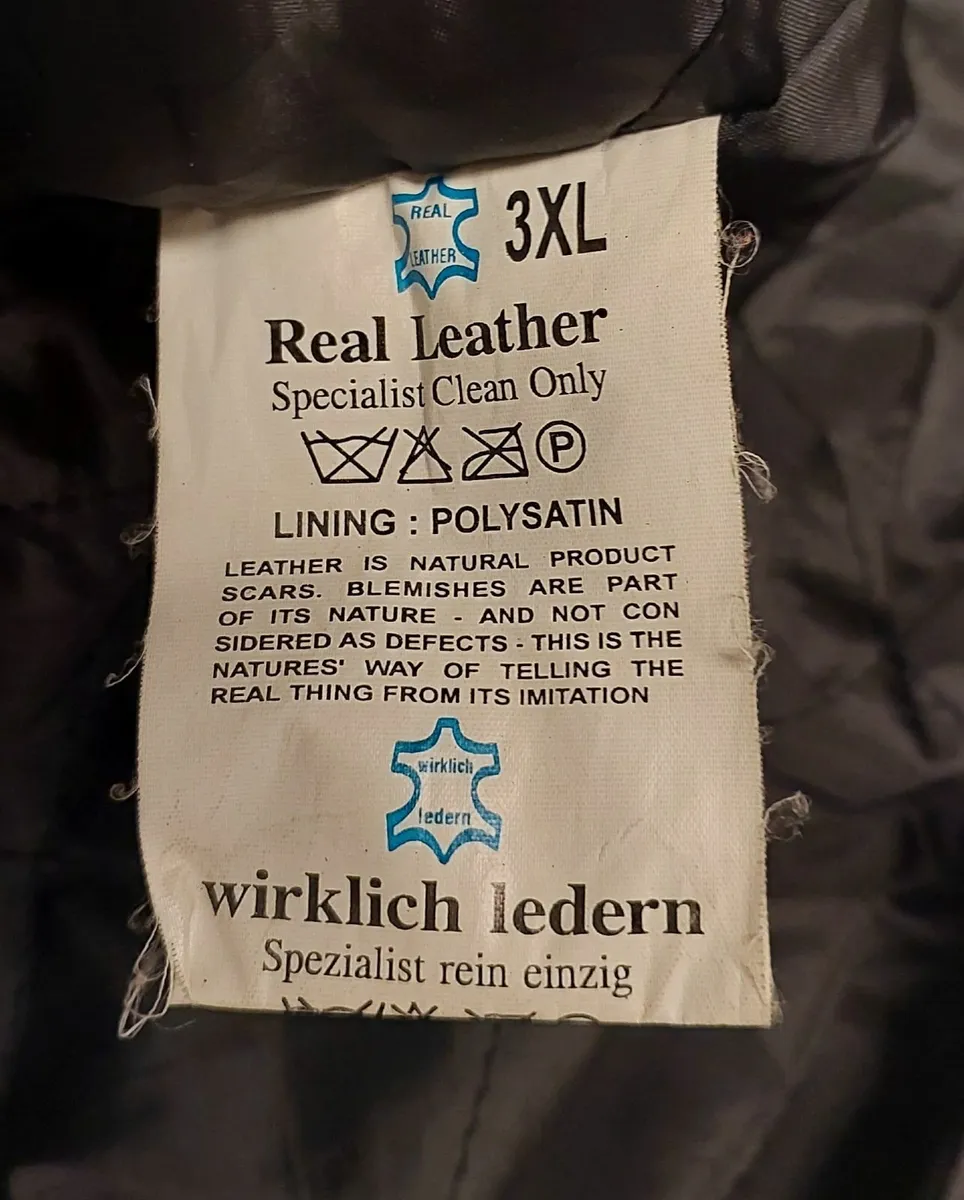 REAL
LEATHER
3XL
Real Leather
Specialist Clean Only
P
LINING : POLYSATIN
LEATHER IS NATURAL PRODUCT
SCARS. BLEMISHES ARE PART
OF ITS NATURE - AND NOT CON
SIDERED AS DEFECTS - THIS IS THE
NATURES' WAY OF TELLING THE
REAL THING FROM ITS IMITATION
wirklich
ledern
wirklich ledern
Spezialist rein einzig